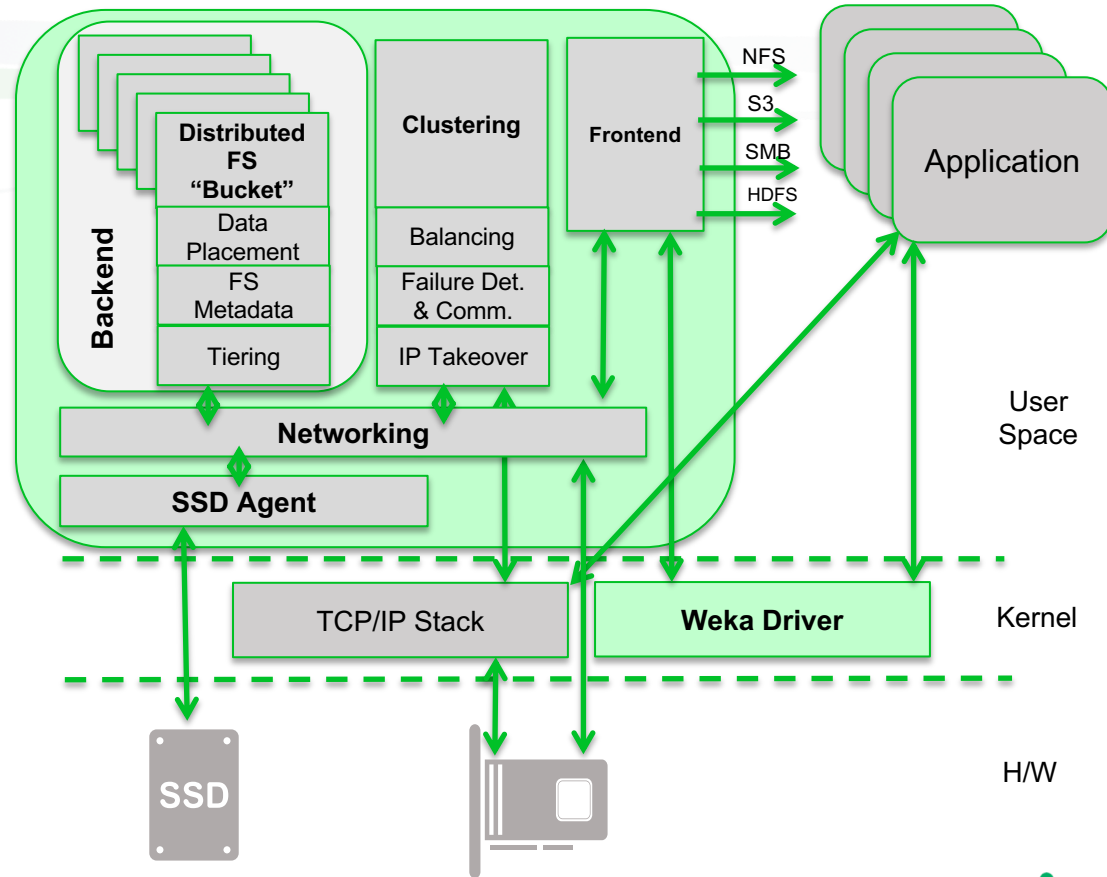 Distributed
FS
“Bucket”
Data
Placement
FS
Metadata
Tiering
Backend
Clustering
Balancing
Failure Det.
& Comm.
IP Takeover
Frontend
NFS
S3
SMB
HDFS
Application
Networking
SSD Agent
User
Space
TCP/IP Stack
Weka Driver
Kernel
SSD
H/W